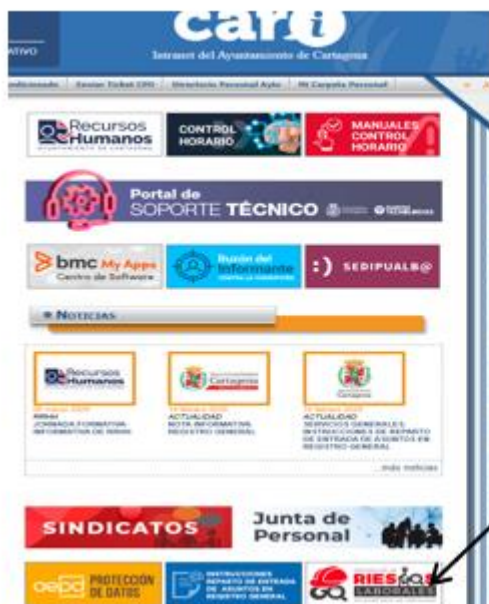 cari
Intranet del Ayuntamiento de Cartagena
Enviar Ticket CPD
Directorio Personal Ayto
Mi Carpeta Personal
Recursos
Humanos
CONTROL
HORARIO
MANUALES
CONTROL
HORARIO
Portal de
SOPORTE TÉCNICO
bmc My Apps
Centro de Software
Buzón del
Informante
:) SEDIPUALB@
NOTICIAS
Recursos
Humanos
Cartagena
Cartagena
RRHH
JORNADA FORMATIVA-
INFORMATIVA DE RRHH
ACTUALIDAD
NOTA INFORMATIVA
REGISTRO GENERAL
ACTUALIDAD
SERVICIOS GENERALES:
INSTRUCCIONES DE REPARTO
DE ENTRADA DE ASUNTOS EN
REGISTRO GENERAL
...más noticias
SINDICATOS
Junta de
Personal
aepd
PROTECCIÓN
DE DATOS
INSTRUCCIONES
REPARTO DE ENTRADA
DE ASUNTOS EN
REGISTRO GENERAL
RIESGOS
LABORALES